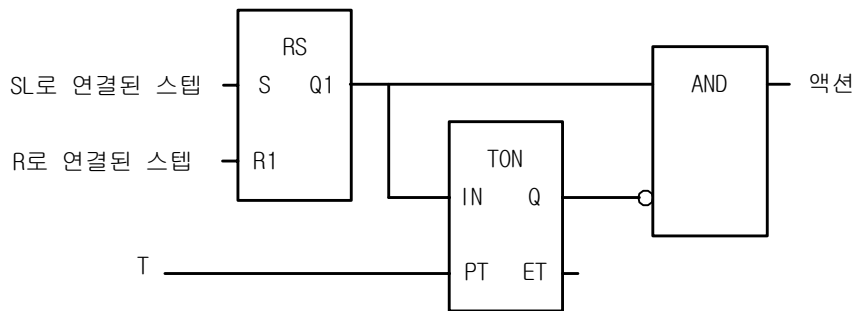 RS
SL로 연결된 스텝
S
Q1
R로 연결된 스텝
R1
AND
액션
TON
IN
Q
T
PT
ET